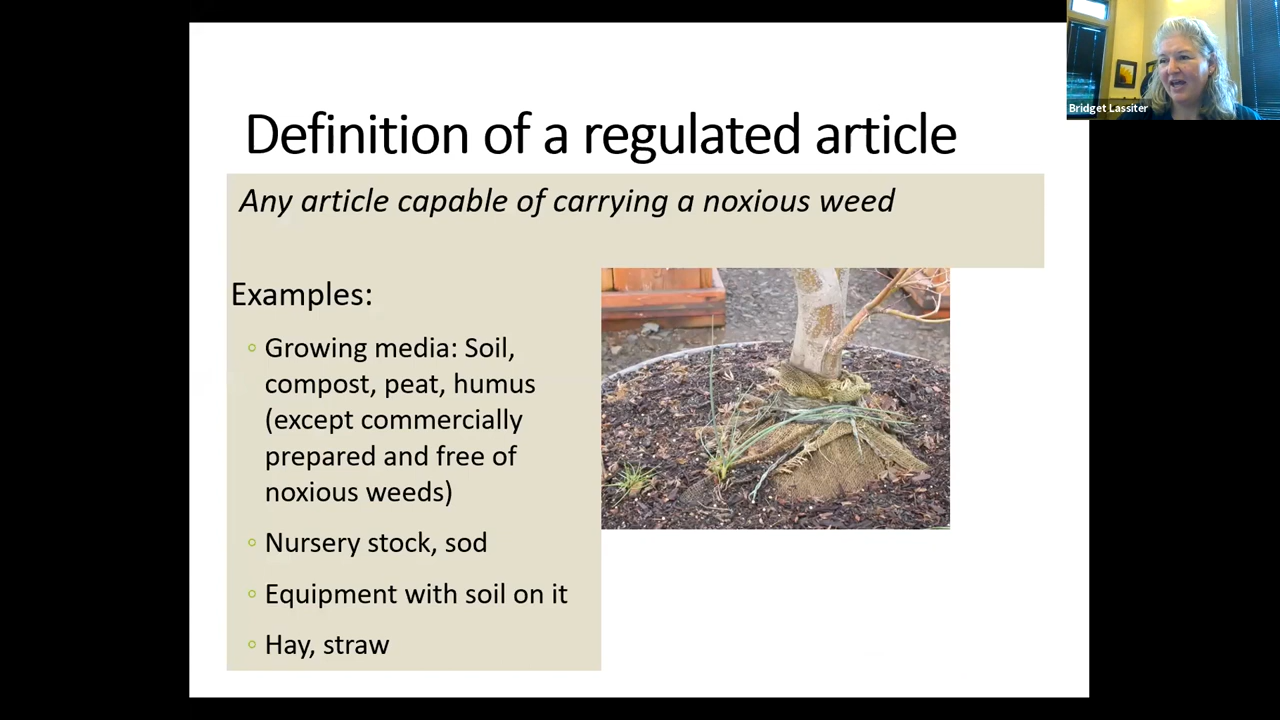 Definition of a regulated article
Any article capable of carrying a noxious weed
Examples:
◦ Growing media: Soil,
compost, peat, humus
(except commercially
prepared and free of
noxious weeds)
◦ Nursery stock, sod
◦ Equipment with soil on it
◦ Hay, straw
Bridget Lassiter